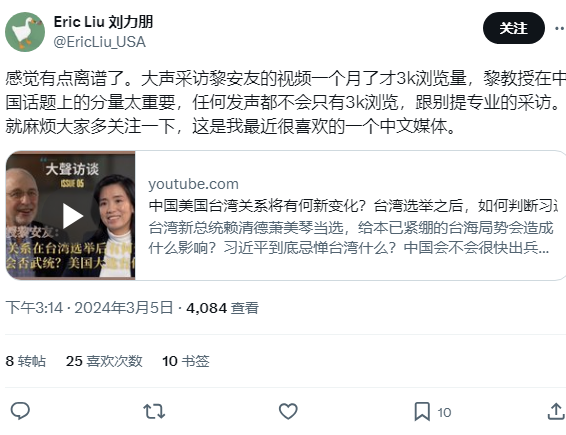 Eric Liu 刘力朋
@EricLiu_USA
关注
感觉有点离谱了。大声采访黎安友的视频一个月了才3k浏览量，黎教授在中
国话题上的分量太重要，任何发声都不会只有3k浏览，跟别提专业的采访。
就麻烦大家多关注一下，这是我最近很喜欢的一个中文媒体。
"大聲访谈
ISSUE 05
黎安友:
关系在台湾选举后有何
会否武统？美国大选
youtube.com
中国美国台湾关系将有何新变化？台湾选举之后，如何判断习近
台湾新总统赖清德萧美琴当选，给本已紧绷的台海局势会造成
什么影响？习近平到底忌惮台湾什么？中国会不会很快出兵...
下午3:14 · 2024年3月5日 · 4,084 查看
8 转帖 25 喜欢次数 10 书签
10